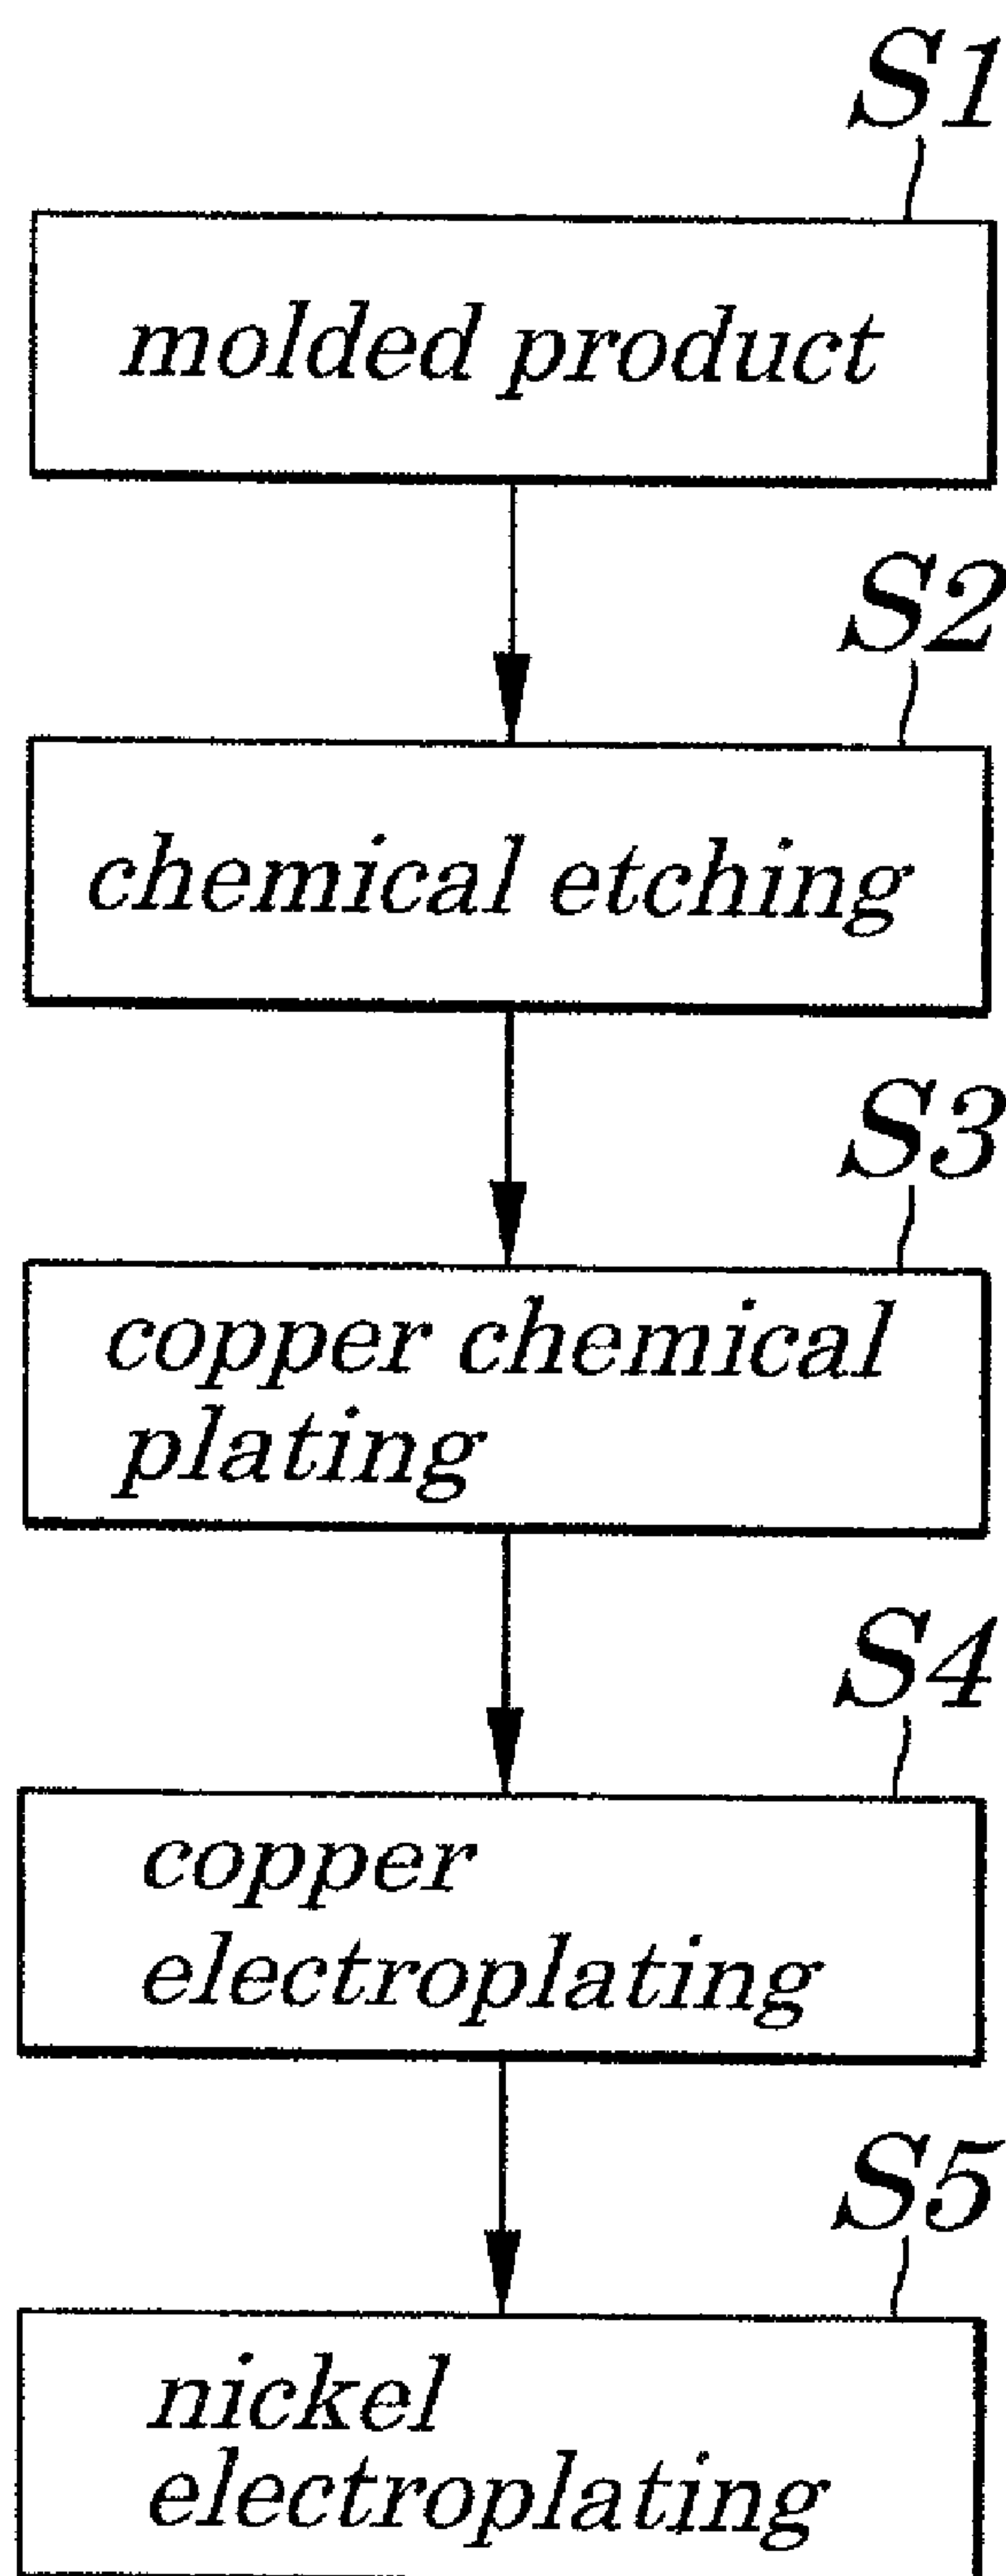 S1
molded product
S2
chemical etching
S3
copper chemical
plating
S4
copper
electroplating
S5
nickel
electroplating